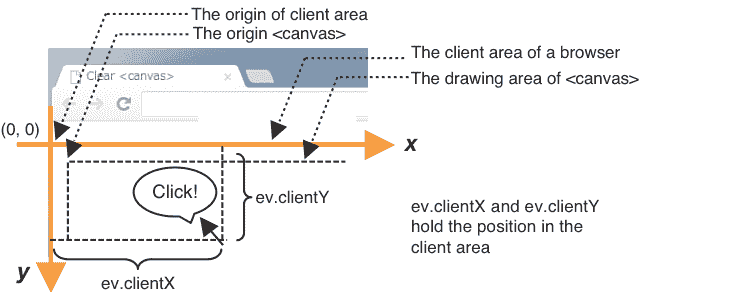 The origin of client area
The origin <canvas>
The client area of a browser
Clear <canvas>
The drawing area of <canvas>
(0, 0)
x
Click!
ev.clientY
ev.clientX and ev.clientY
hold the position in the
client area
y
ev.clientX